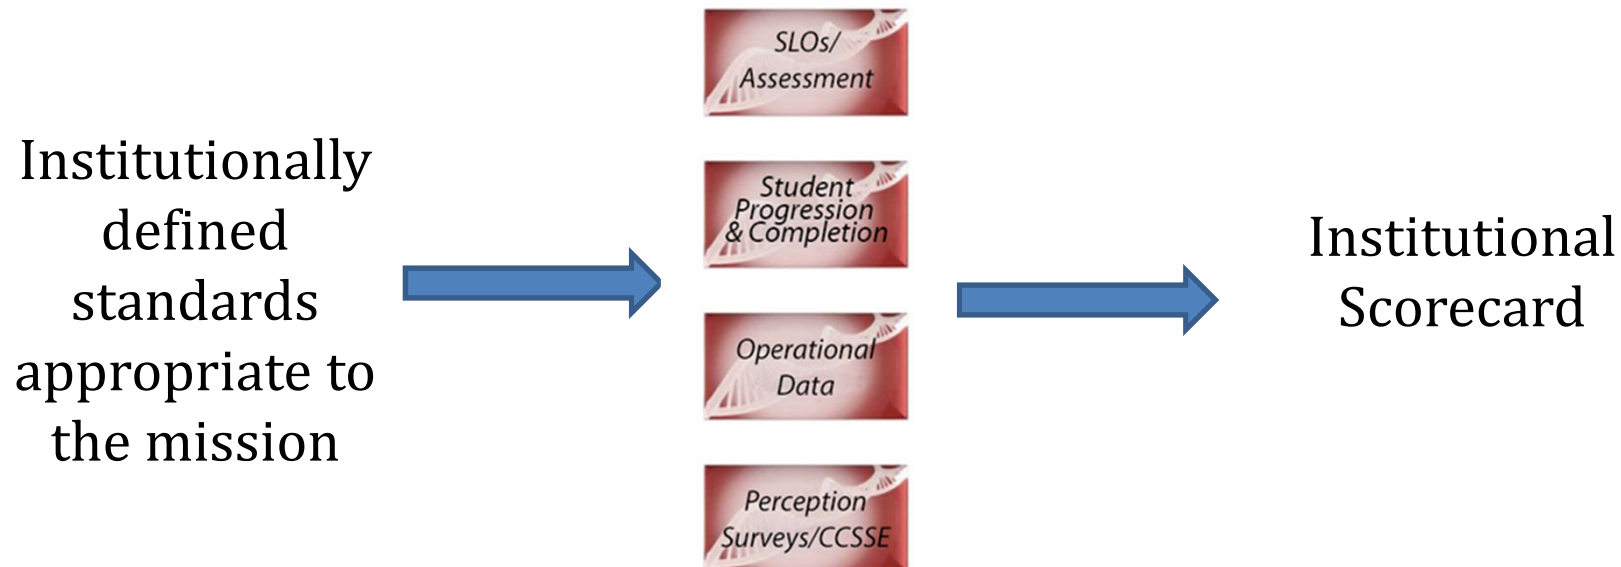 Institutionally
defined
standards
appropriate to
the mission
SLOs/
Assessment
Student
Progression
& Completion
Operational
Data
Perception
Surveys/CCSSE
Institutional
Scorecard